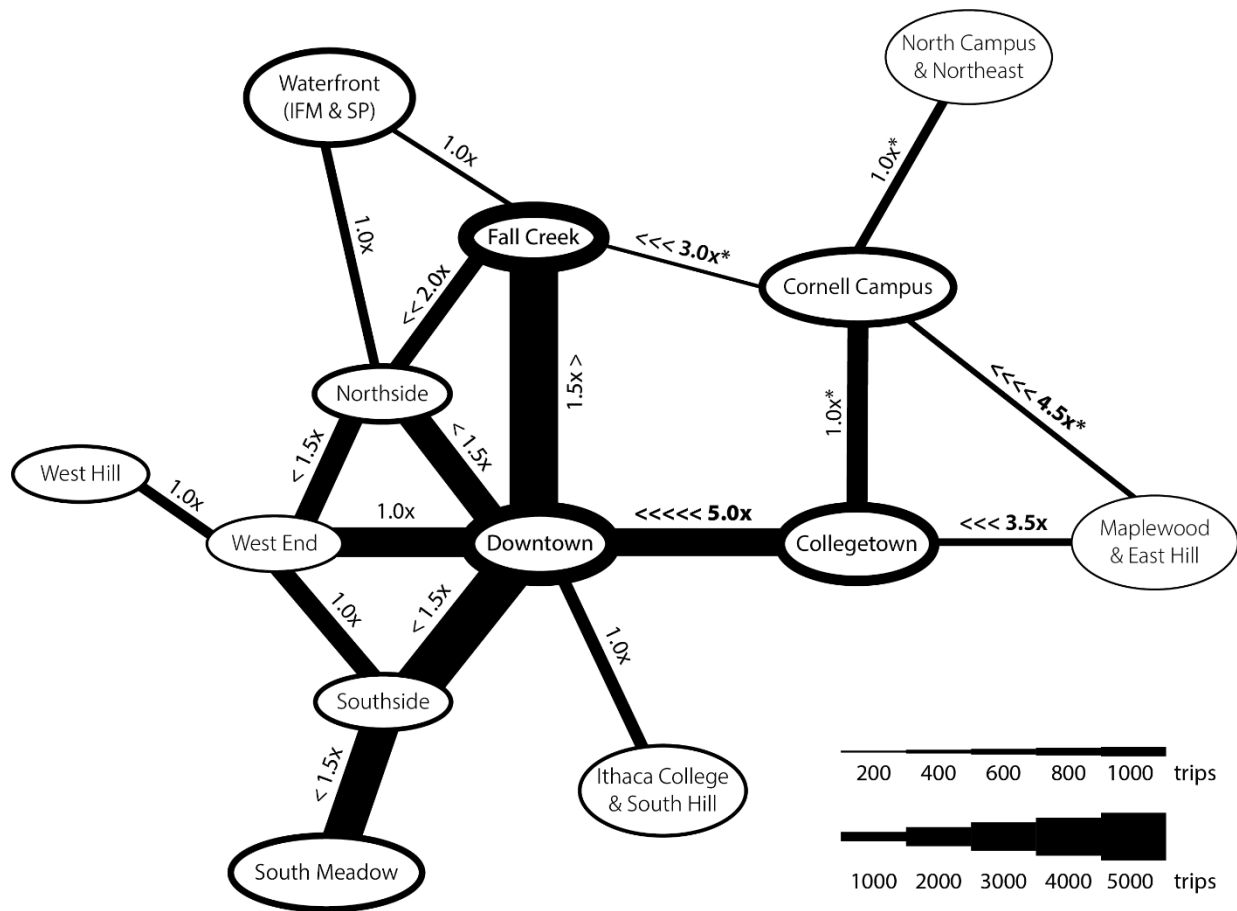 North Campus
& Northeast
Waterfront
(IFM & SP)
1.0x
1.0x*
1.0x
Fall Creek
<<< 3.0x*
Cornell Campus
<< 2.0x
1.5x >
Northside
1.0x*
<<<< 4.5x*
< 1.5x
< 1.5x
West Hill
1.0x
West End
1.0x
Downtown
<<<<< 5.0x
Collegetown
<<< 3.5x
Maplewood
& East Hill
1.0x
< 1.5x
1.0x
Southside
< 1.5x
Ithaca College
& South Hill
South Meadow
200 400 600 800 1000 trips
1000 2000 3000 4000 5000 trips